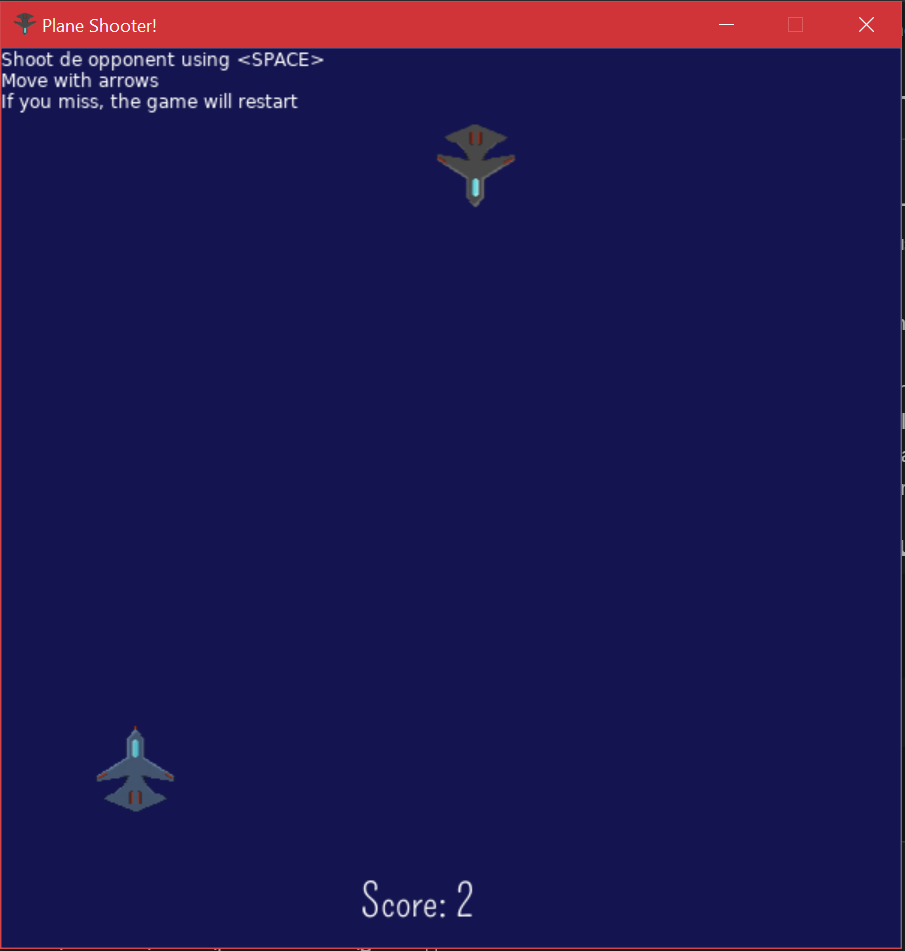 Plane Shooter!
Shoot de opponent using <SPACE>
Move with arrows
If you miss, the game will restart
Score: 2